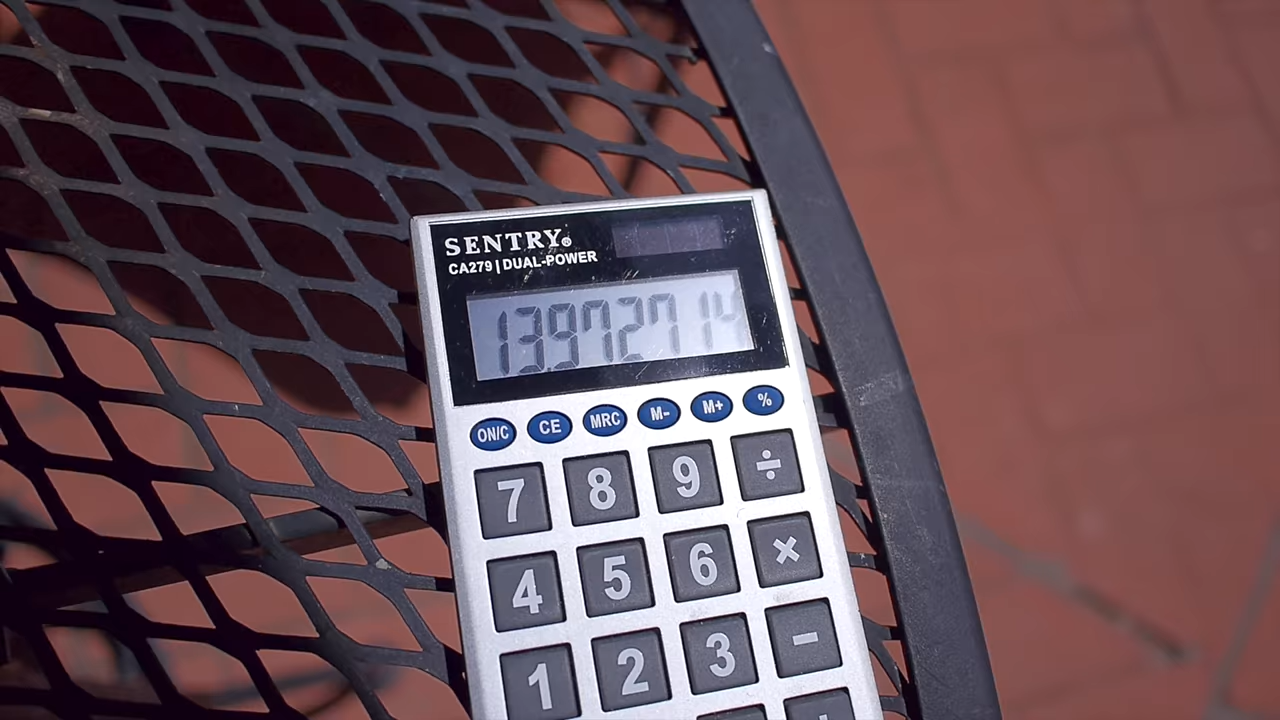 SENTRY®
CA279 | DUAL-POWER
13.972714
ON/C CE MRC M- M+ %
7 8 9 ÷
4 5 6 ×
1 2 3 −